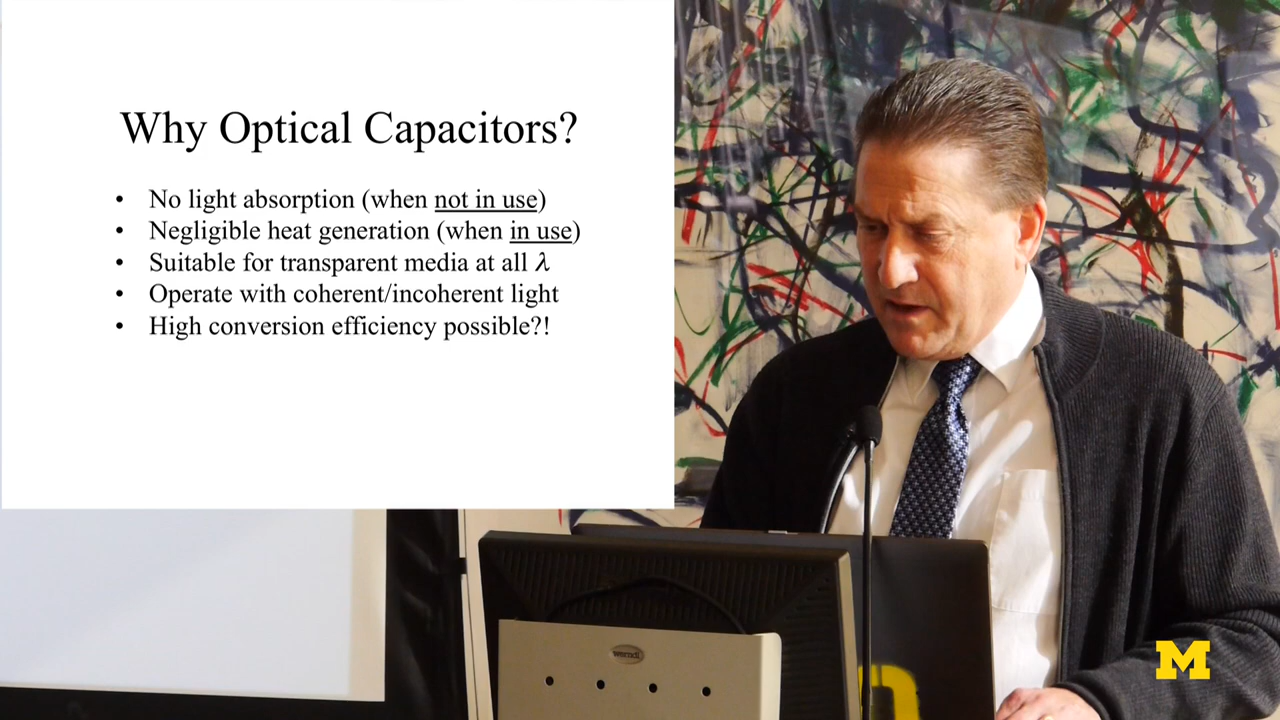 Why Optical Capacitors?
• No light absorption (when not in use)
• Negligible heat generation (when in use)
• Suitable for transparent media at all λ
• Operate with coherent/incoherent light
• High conversion efficiency possible?!
werndl
M